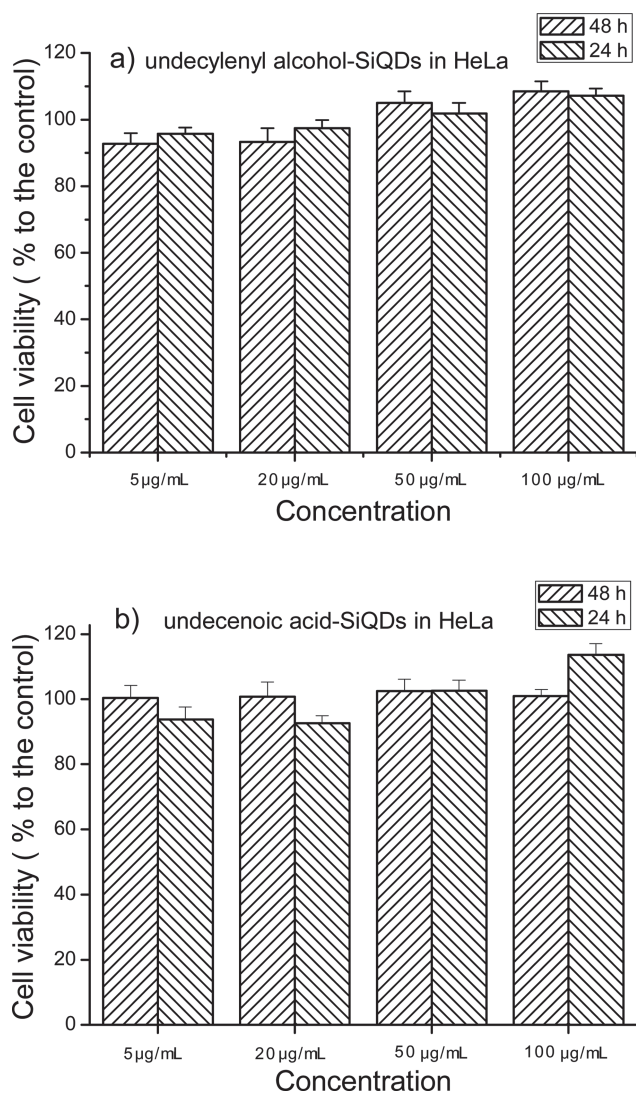 48 h
24 h
a) undecylenyl alcohol-SiQDs in HeLa
120
100
80
60
40
20
0
Cell viability ( % to the control)
5µg/mL 20µg/mL 50 µg/mL 100 µg/mL
Concentration
48 h
24 h
b) undecenoic acid-SiQDs in HeLa
120
100
80
60
40
20
0
Cell viability ( % to the control)
5µg/mL 20µg/mL 50 µg/mL 100 µg/mL
Concentration